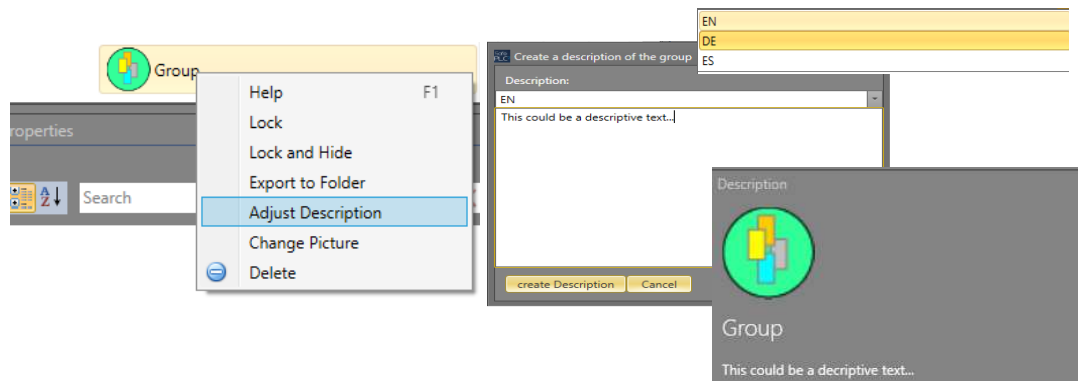 Group
Help F1
Lock
Lock and Hide
Export to Folder
Adjust Description
Change Picture
Delete
roperties
Search
Create a description of the group
Description:
EN
This could be a descriptive text...
create Description Cancel
EN
DE
ES
Description
Group
This could be a decriptive text...